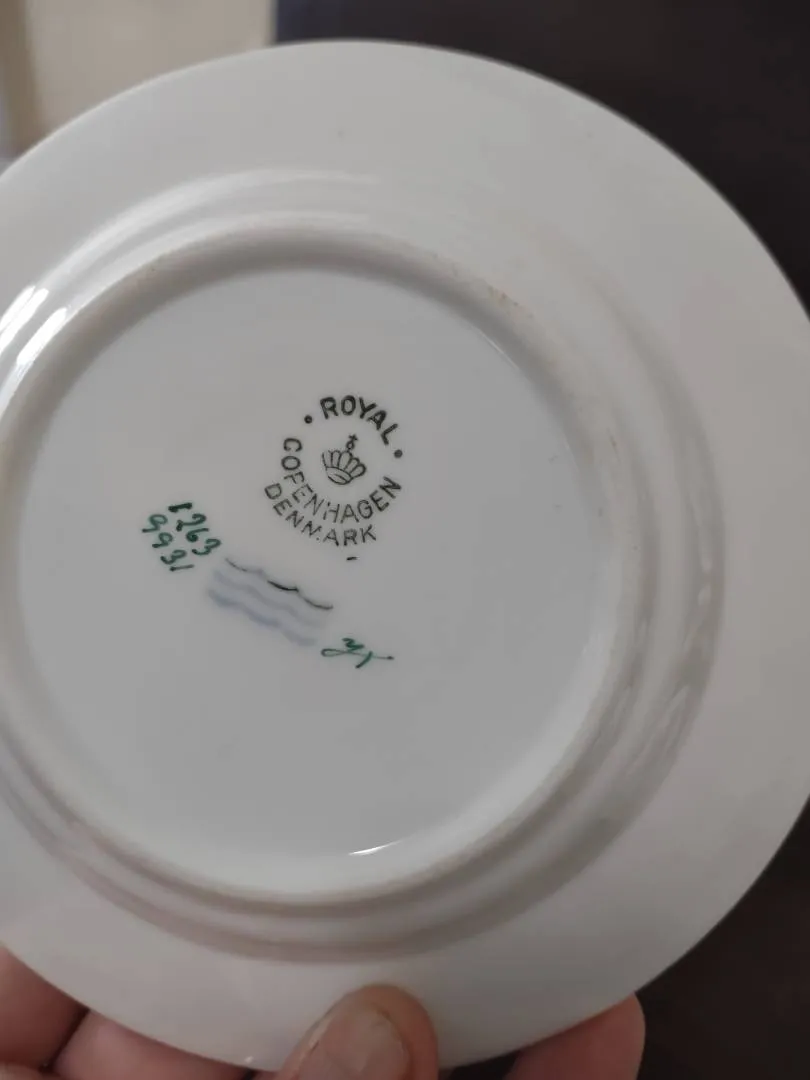 ROYAL
COPENHAGEN
DENMARK
1263
9931